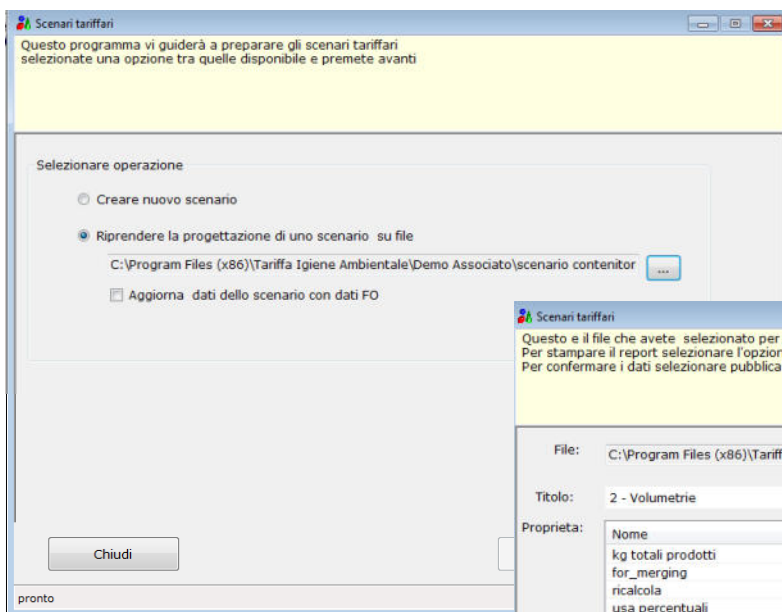 Scenari tariffari
Questo programma vi guiderà a preparare gli scenari tariffari
selezionate una opzione tra quelle disponibile e premete avanti
Selezionare operazione
Creare nuovo scenario
Riprendere la progettazione di uno scenario su file
C:\Program Files (x86)\Tariffa Igiene Ambientale\Demo Associato\scenario contenitor
...
Aggiorna dati dello scenario con dati FO
Chiudi
pronto
Scenari tariffari
Questo e il file che avete selezionato per
Per stampare il report selezionare l'opzion
Per confermare i dati selezionare pubblica
File:
C:\Program Files (x86)\Tariff
Titolo:
2 - Volumetrie
Proprieta:
Nome
kg totali prodotti
for_merging
ricalcola
usa percentuali